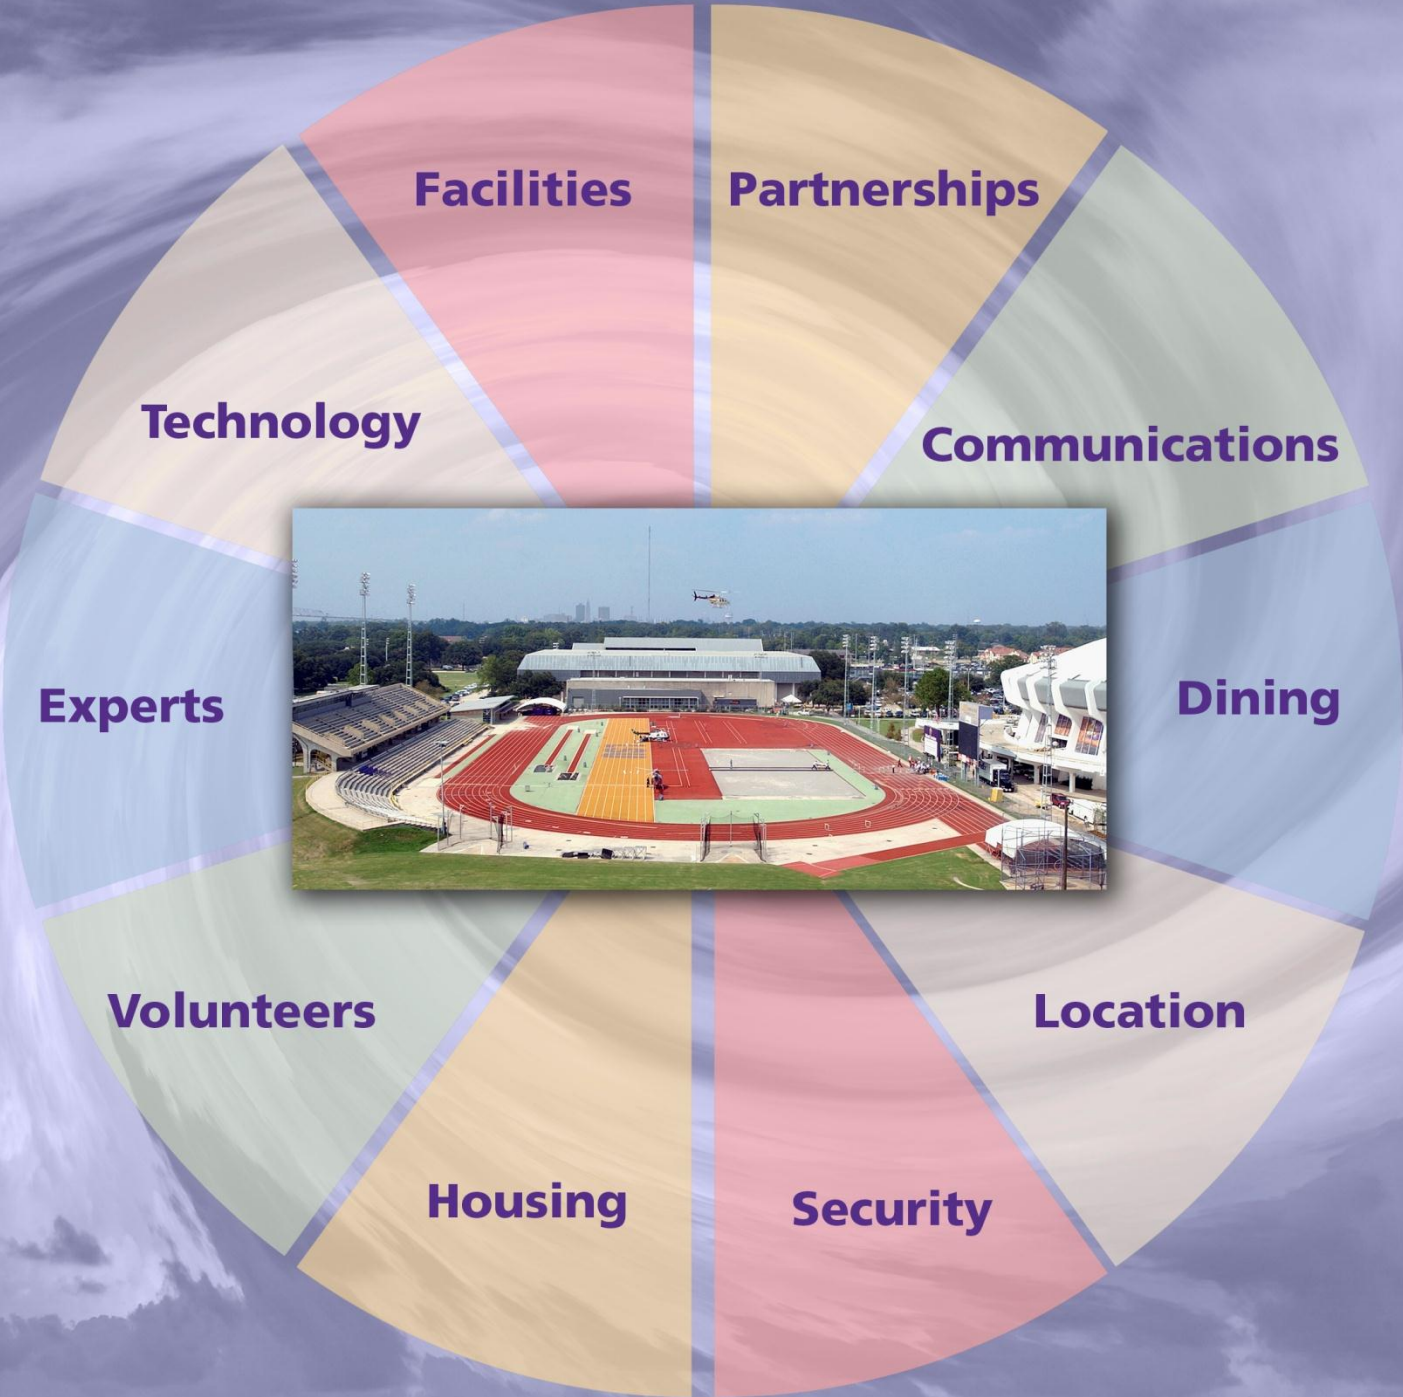 Facilities
Partnerships
Technology
Communications
Experts
Dining
Volunteers
Location
Housing
Security